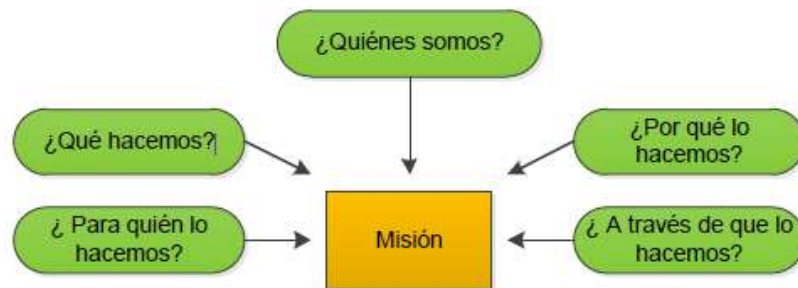 ¿Quiénes somos?
¿Qué hacemos?
¿Por qué lo
hacemos?
¿ Para quién lo
hacemos?
Misión
¿ A través de que lo
hacemos?